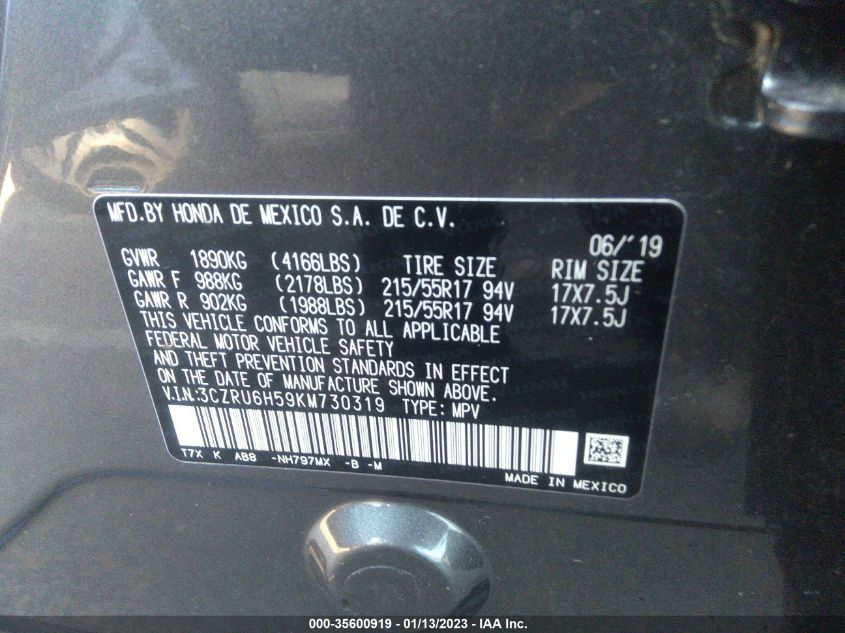 MFD.BY HONDA DE MEXICO S.A. DE C.V.
06/'19
GVWR 1890KG (4166LBS) TIRE SIZE RIM SIZE
GAWR F 988KG (2178LBS) 215/55R17 94V 17X7.5J
GAWR R 902KG (1988LBS) 215/55R17 94V 17X7.5J
THIS VEHICLE CONFORMS TO ALL APPLICABLE
FEDERAL MOTOR VEHICLE SAFETY
AND THEFT PREVENTION STANDARDS IN EFFECT
ON THE DATE OF MANUFACTURE SHOWN ABOVE.
V.I.N:3CZRU6H59KM730319 TYPE: MPV
T7X K AB8 -NH797MX -B -M
MADE IN MEXICO
000-35600919 - 01/13/2023 - IAA Inc.